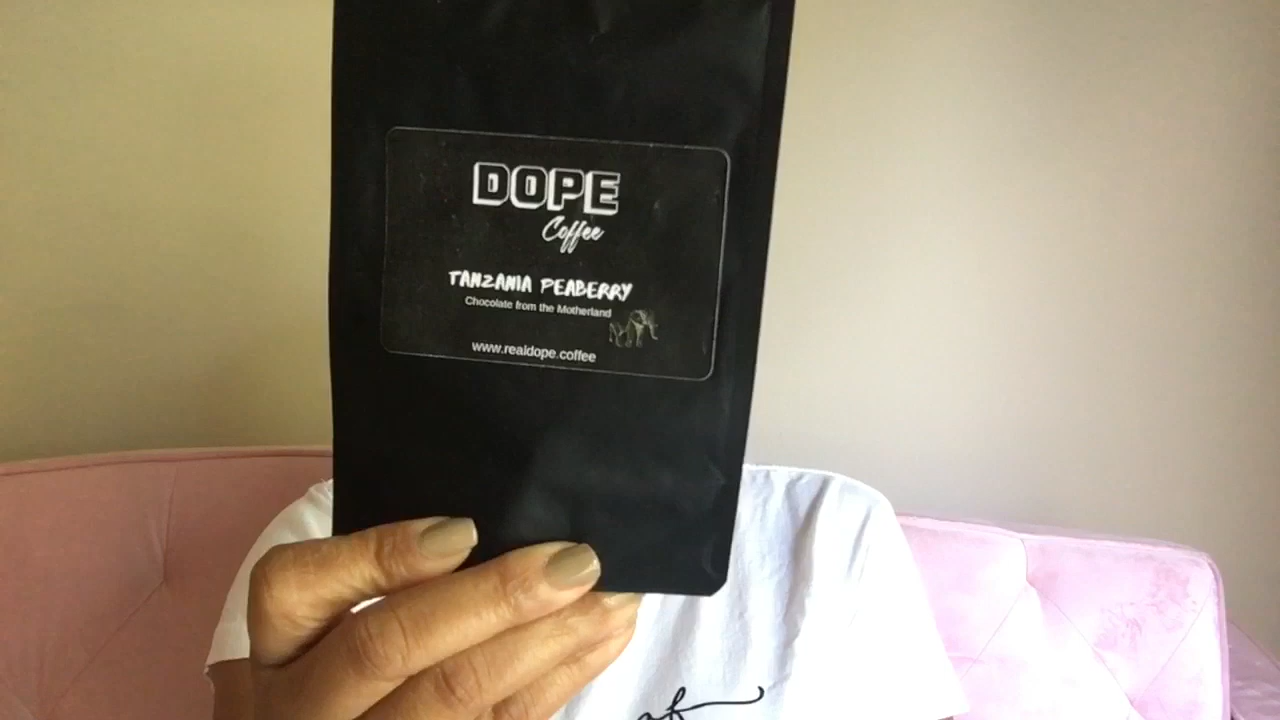 DOPE
Coffee
TANZANIA PEABERRY
Chocolate from the Motherland
www.realdope.coffee